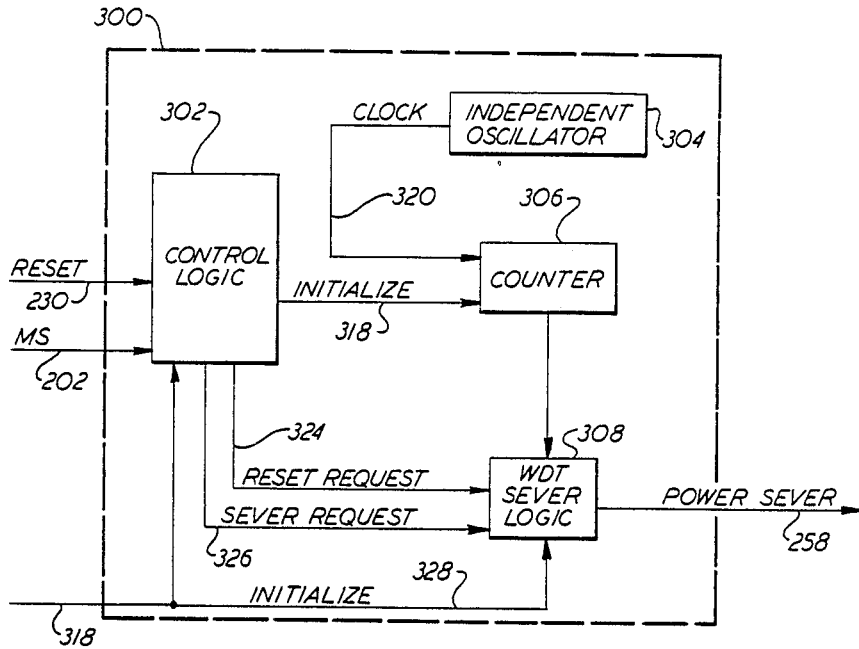 300
302
CLOCK
INDEPENDENT
OSCILLATOR
304
320
306
CONTROL
LOGIC
COUNTER
RESET
230
INITIALIZE
318
MS
202
324
308
RESET REQUEST
WDT
SEVER
LOGIC
POWER SEVER
258
SEVER REQUEST
326
328
INITIALIZE
318